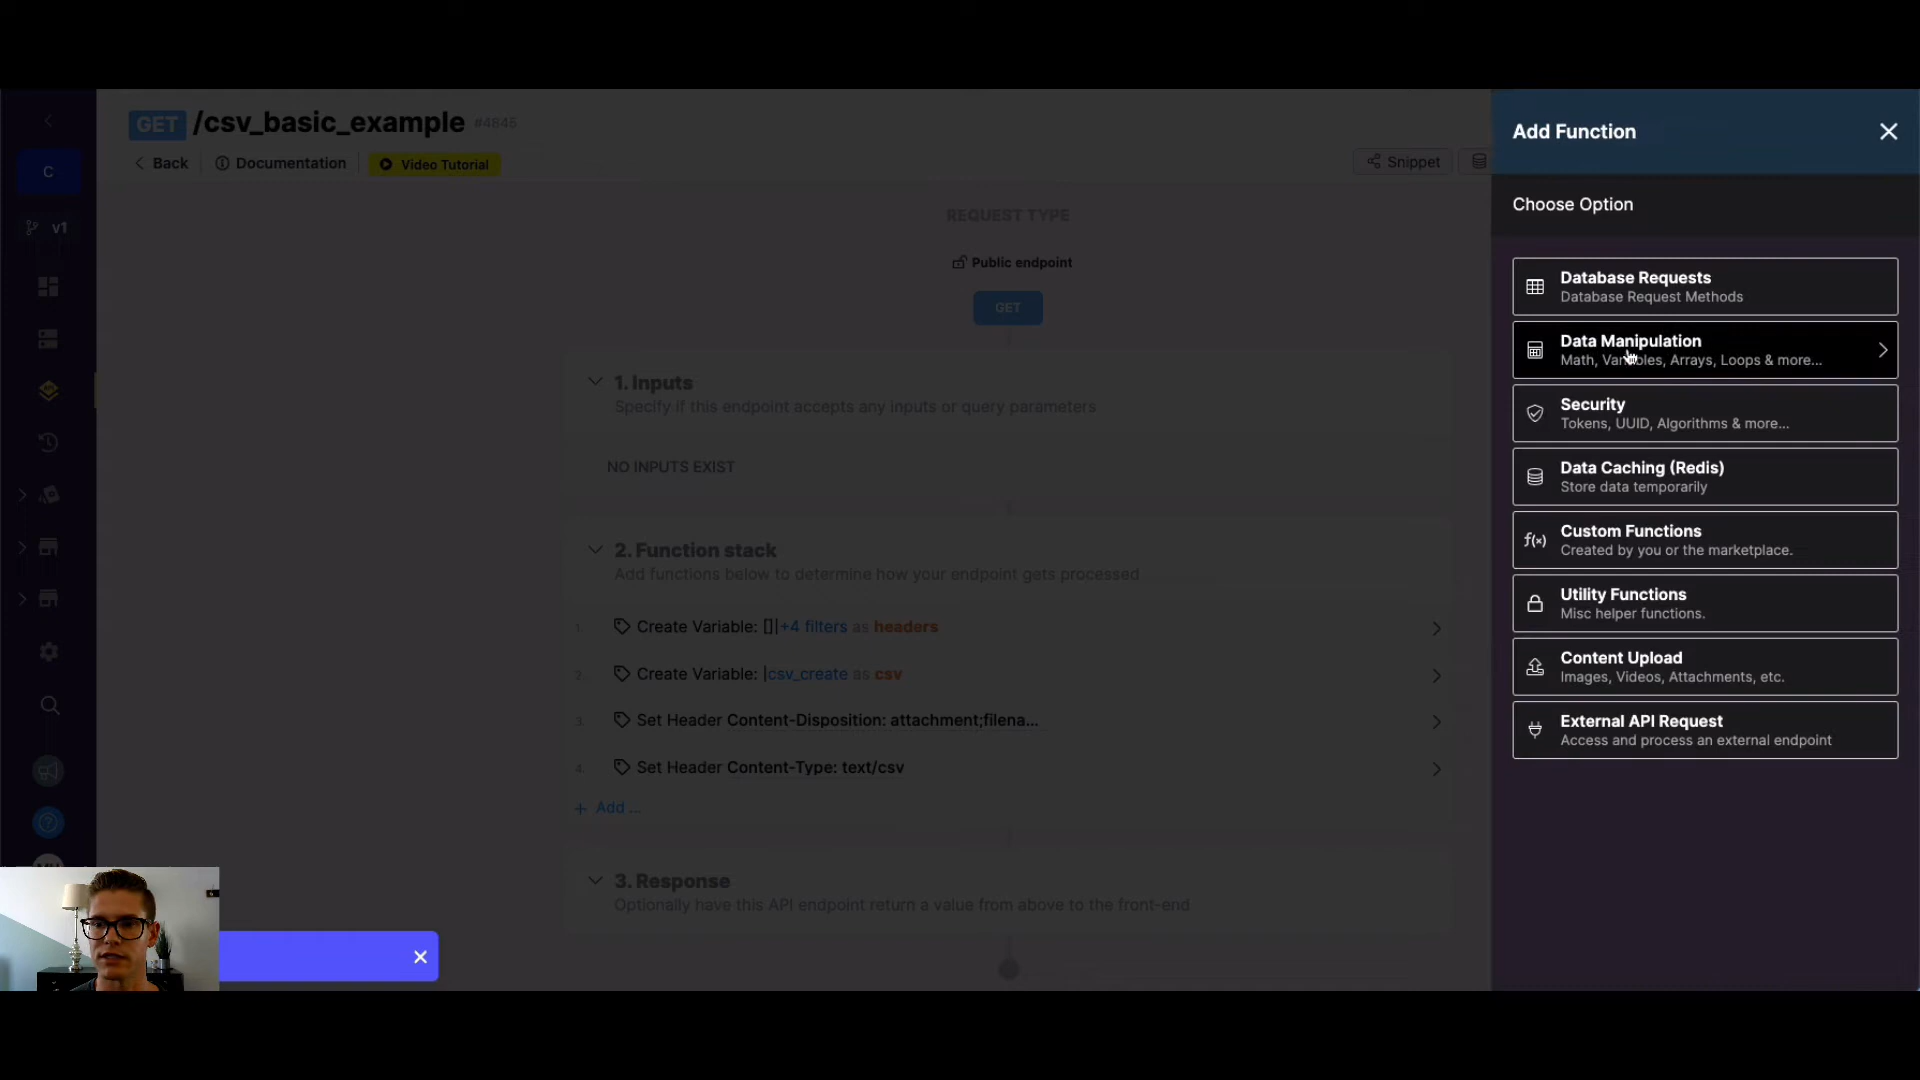 GET /csv_basic_example #4845
Back
Documentation
Video Tutorial
Snippet
C
v1
REQUEST TYPE
Public endpoint
GET
1. Inputs
Specify if this endpoint accepts any inputs or query parameters
NO INPUTS EXIST
2. Function stack
Add functions below to determine how your endpoint gets processed
1. Create Variable: []|+4 filters as headers
2. Create Variable: |csv_create as csv
3. Set Header Content-Disposition: attachment;filena...
4. Set Header Content-Type: text/csv
+ Add ...
3. Response
Optionally have this API endpoint return a value from above to the front-end
Add Function
Choose Option
Database Requests
Database Request Methods
Data Manipulation
Math, Variables, Arrays, Loops & more...
Security
Tokens, UUID, Algorithms & more...
Data Caching (Redis)
Store data temporarily
f(x) Custom Functions
Created by you or the marketplace.
Utility Functions
Misc helper functions.
Content Upload
Images, Videos, Attachments, etc.
External API Request
Access and process an external endpoint